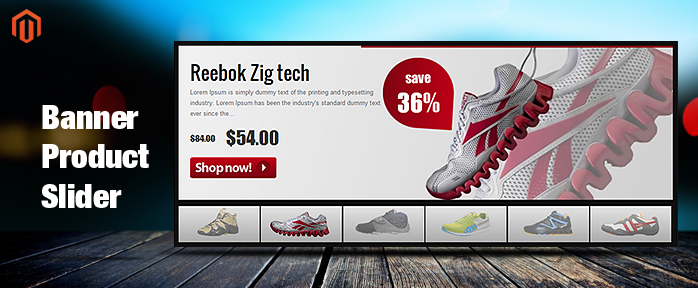 Banner
Product
Slider
Reebok Zig tech
Lorem Ipsum is simply dummy text of the printing and typesetting
industry. Lorem Ipsum has been the industry's standard dummy text
ever since the...
$84.00 $54.00
Shop now!
save
36%